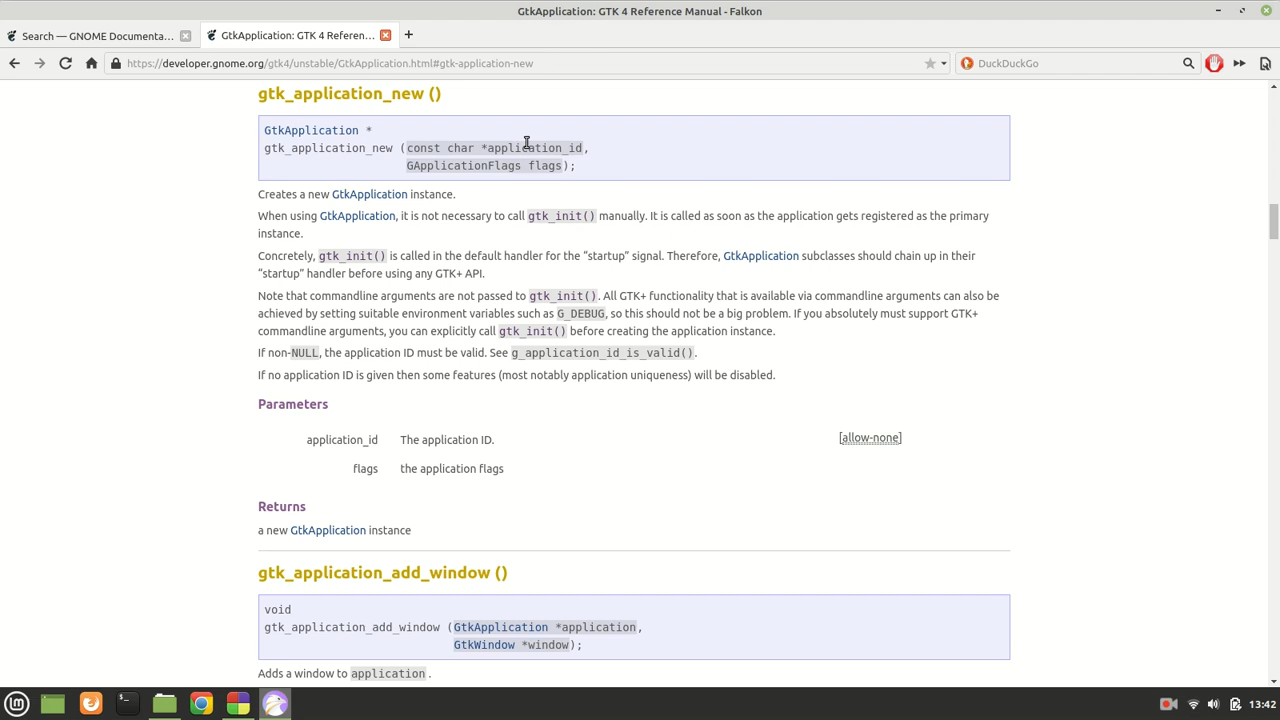 GtkApplication: GTK 4 Reference Manual - Falkon
Search — GNOME Documenta…
GtkApplication: GTK 4 Referen…
https://developer.gnome.org/gtk4/unstable/GtkApplication.html#gtk-application-new
DuckDuckGo
gtk_application_new ()
GtkApplication *
gtk_application_new (const char *application_id,
GApplicationFlags flags);
Creates a new GtkApplication instance.
When using GtkApplication, it is not necessary to call gtk_init() manually. It is called as soon as the application gets registered as the primary
instance.
Concretely, gtk_init() is called in the default handler for the “startup” signal. Therefore, GtkApplication subclasses should chain up in their
“startup” handler before using any GTK+ API.
Note that commandline arguments are not passed to gtk_init(). All GTK+ functionality that is available via commandline arguments can also be
achieved by setting suitable environment variables such as G_DEBUG, so this should not be a big problem. If you absolutely must support GTK+
commandline arguments, you can explicitly call gtk_init() before creating the application instance.
If non-NULL, the application ID must be valid. See g_application_id_is_valid().
If no application ID is given then some features (most notably application uniqueness) will be disabled.
Parameters
application_id The application ID. [allow-none]
flags the application flags
Returns
a new GtkApplication instance
gtk_application_add_window ()
void
gtk_application_add_window (GtkApplication *application,
GtkWindow *window);
Adds a window to application .
13:42